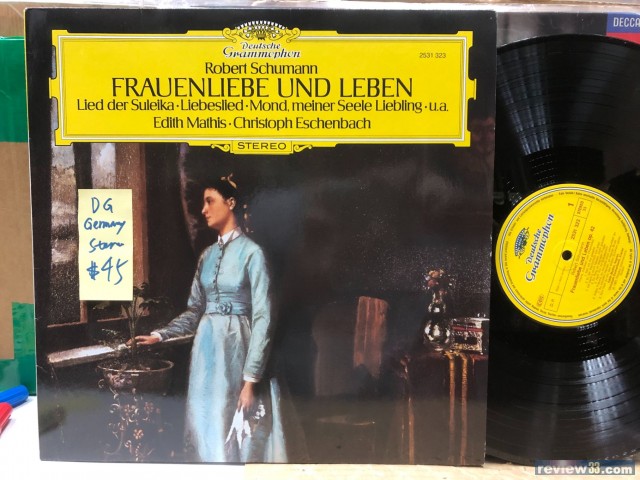 Deutsche
Grammophon
2531 323
Robert Schumann
FRAUENLIEBE UND LEBEN
Lied der Suleika · Liebeslied · Mond, meiner Seele Liebling · u.a.
Edith Mathis · Christoph Eschenbach
STEREO
DG
Germany
Stereo
$45
DECCA
Deutsche
Grammophon
1
review33.com